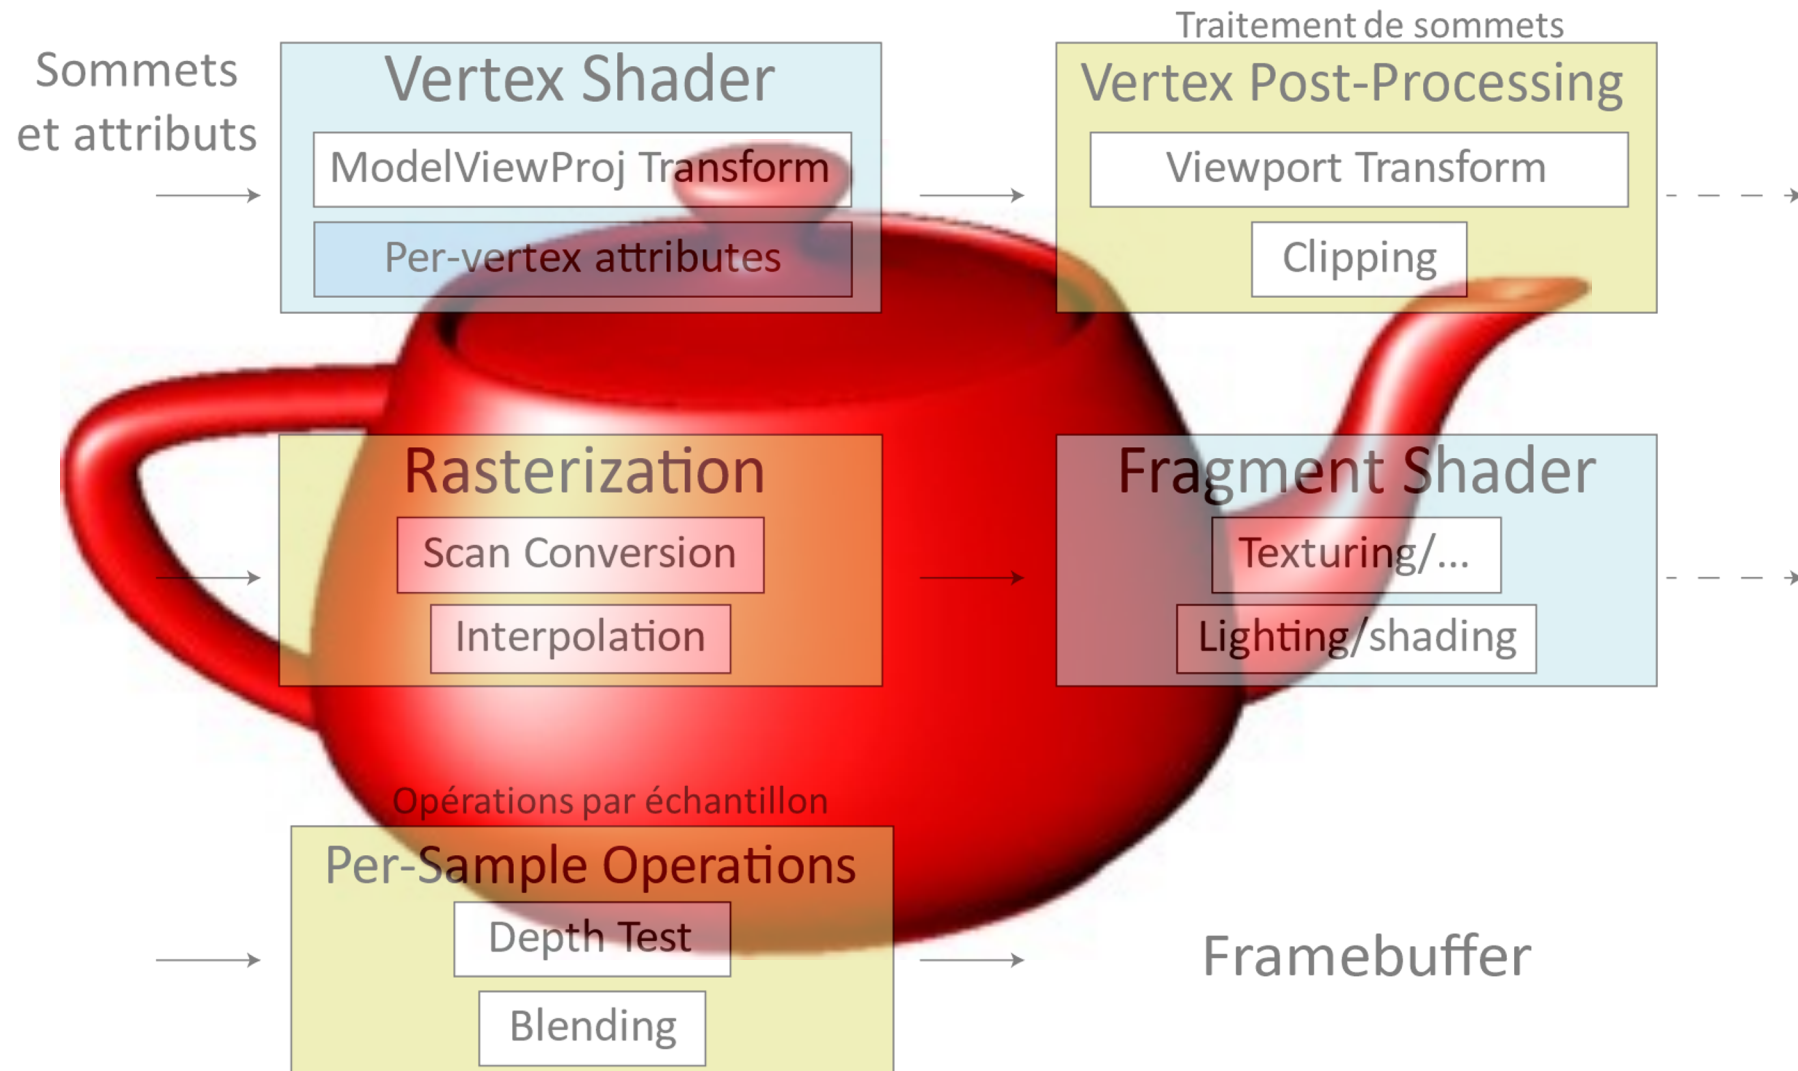 Sommets
et attributs
Vertex Shader
ModelViewProj Transform
Per-vertex attributes
Traitement de sommets
Vertex Post-Processing
Viewport Transform
Clipping
Rasterization
Scan Conversion
Interpolation
Fragment Shader
Texturing/...
Lighting/shading
Opérations par échantillon
Per-Sample Operations
Depth Test
Blending
Framebuffer